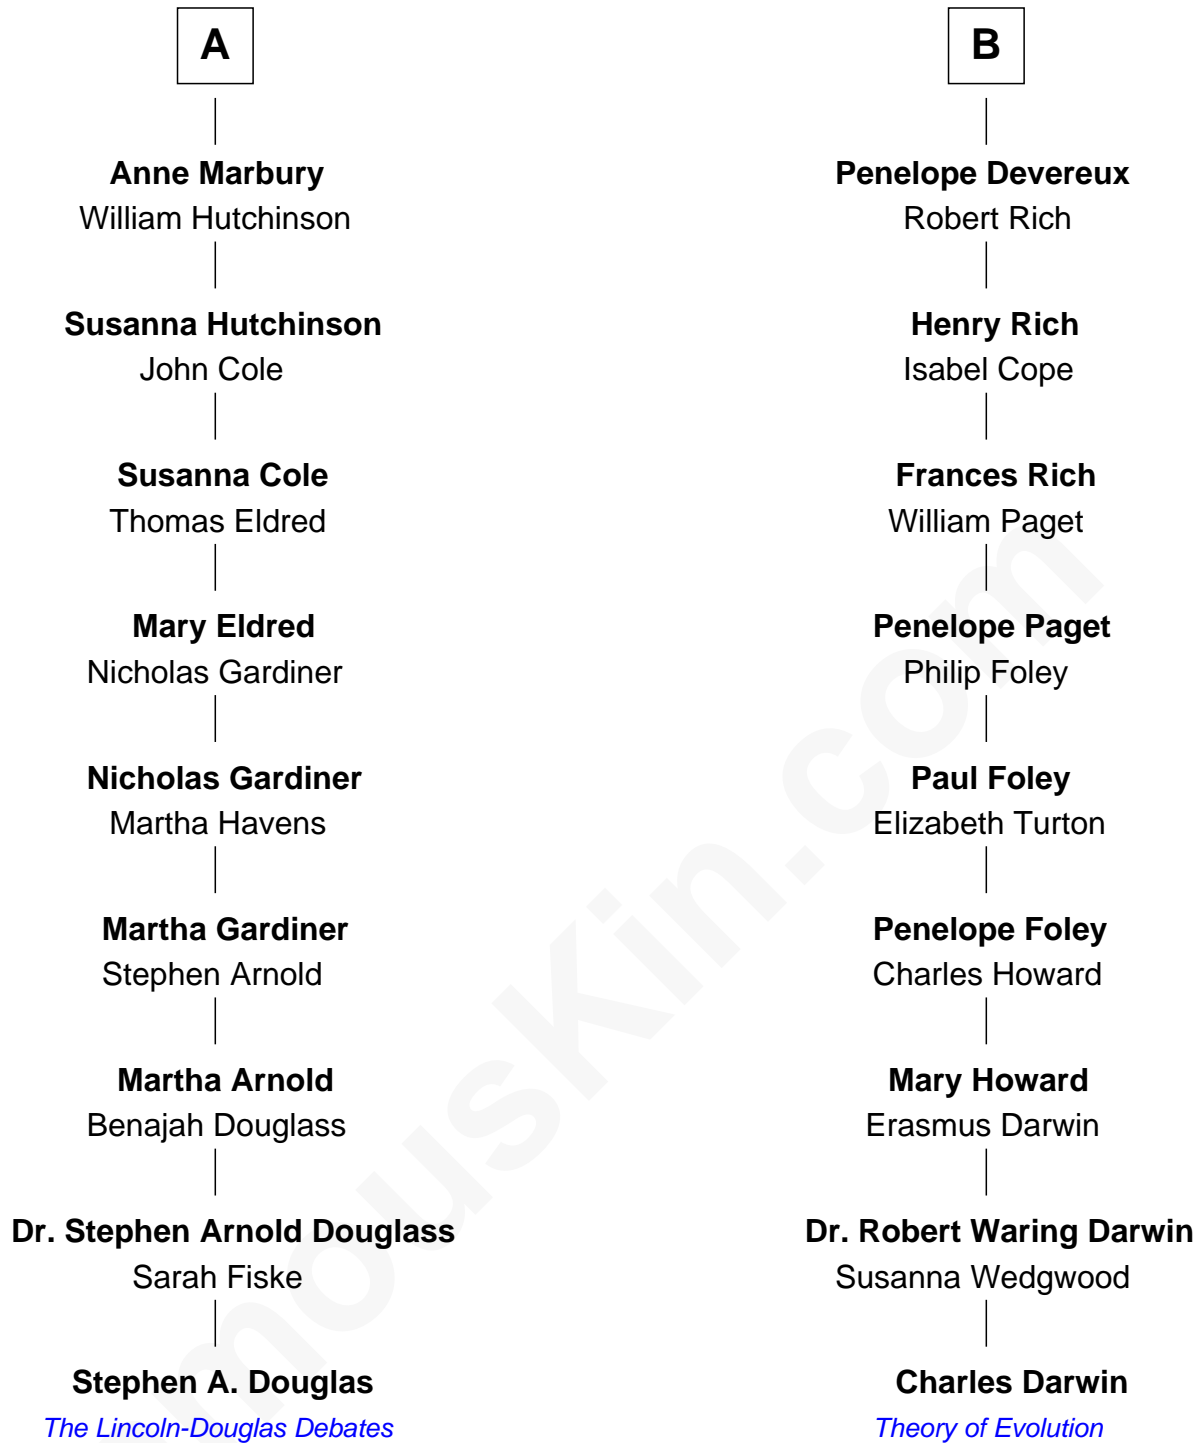 A
Anne Marbury
William Hutchinson
Susanna Hutchinson
John Cole
Susanna Cole
Thomas Eldred
Mary Eldred
Nicholas Gardiner
Nicholas Gardiner
Martha Havens
Martha Gardiner
Stephen Arnold
Martha Arnold
Benajah Douglass
Dr. Stephen Arnold Douglass
Sarah Fiske
Stephen A. Douglas
The Lincoln-Douglas Debates
B
Penelope Devereux
Robert Rich
Henry Rich
Isabel Cope
Frances Rich
William Paget
Penelope Paget
Philip Foley
Paul Foley
Elizabeth Turton
Penelope Foley
Charles Howard
Mary Howard
Erasmus Darwin
Dr. Robert Waring Darwin
Susanna Wedgwood
Charles Darwin
Theory of Evolution
mousKin.com